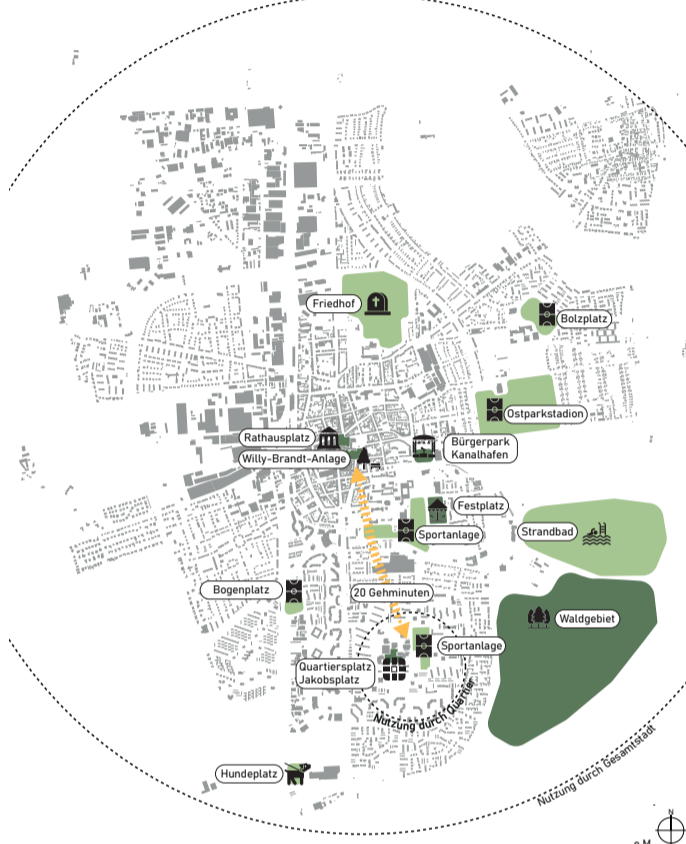 Friedhof
Bolzplatz
Ostparkstadion
Rathausplatz
Willy-Brandt-Anlage
Bürgerpark
Kanalhafen
Festplatz
Sportanlage
Strandbad
Bogenplatz
20 Gehminuten
Waldgebiet
Sportanlage
Quartiersplatz
Jakobsplatz
Nutzung durch Quartier
Hundeplatz
Nutzung durch Gesamtstadt
N